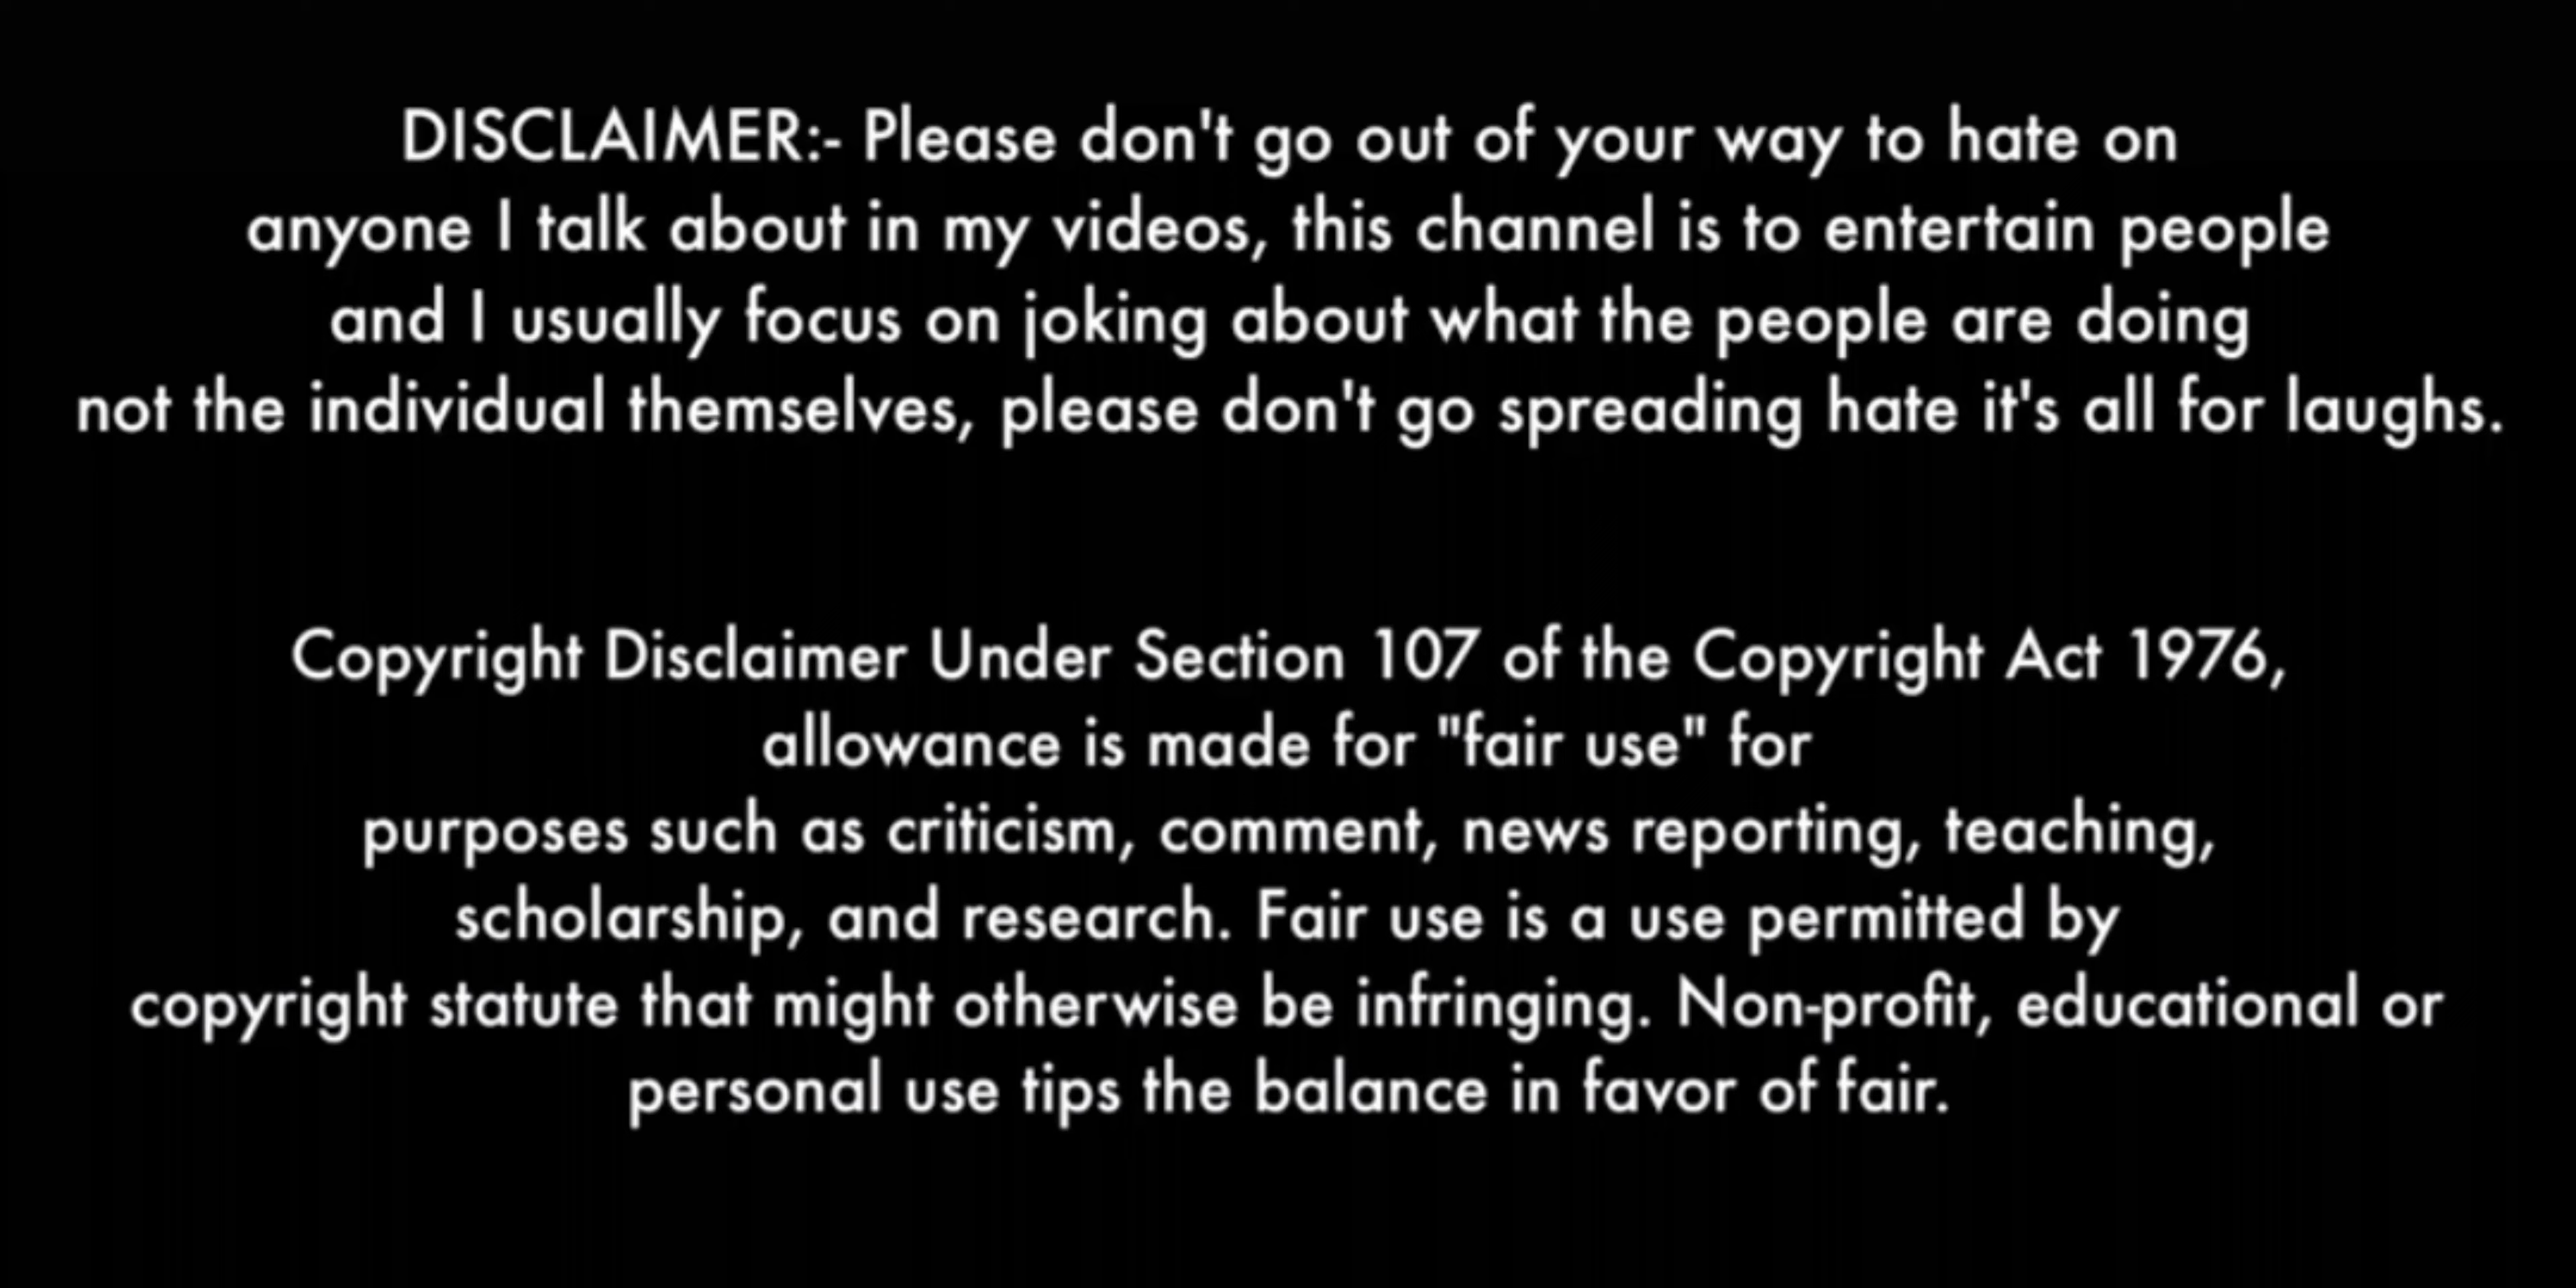 DISCLAIMER:- Please don't go out of your way to hate on
anyone I talk about in my videos, this channel is to entertain people
and I usually focus on joking about what the people are doing
not the individual themselves, please don't go spreading hate it's all for laughs.
Copyright Disclaimer Under Section 107 of the Copyright Act 1976,
allowance is made for "fair use" for
purposes such as criticism, comment, news reporting, teaching,
scholarship, and research. Fair use is a use permitted by
copyright statute that might otherwise be infringing. Non-profit, educational or
personal use tips the balance in favor of fair.